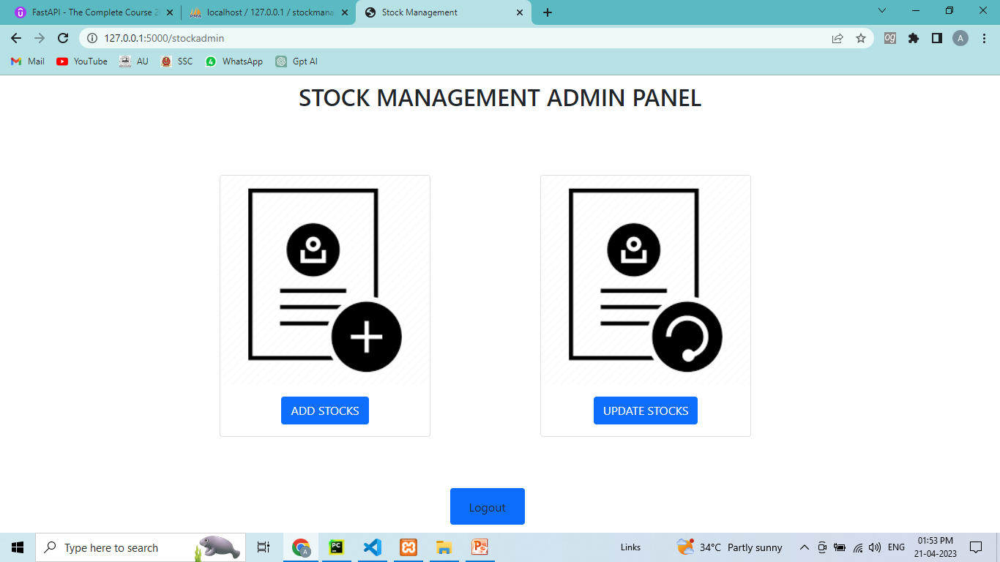 FastAPI - The Complete Course 2
localhost / 127.0.0.1 / stockmana
Stock Management
127.0.0.1:5000/stockadmin
og
A
Mail
YouTube
AU
SSC
4
WhatsApp
Gpt AI
STOCK MANAGEMENT ADMIN PANEL
ADD STOCKS
UPDATE STOCKS
Logout
Type here to search
Links
34°C Partly sunny
ENG
01:53 PM
21-04-2023